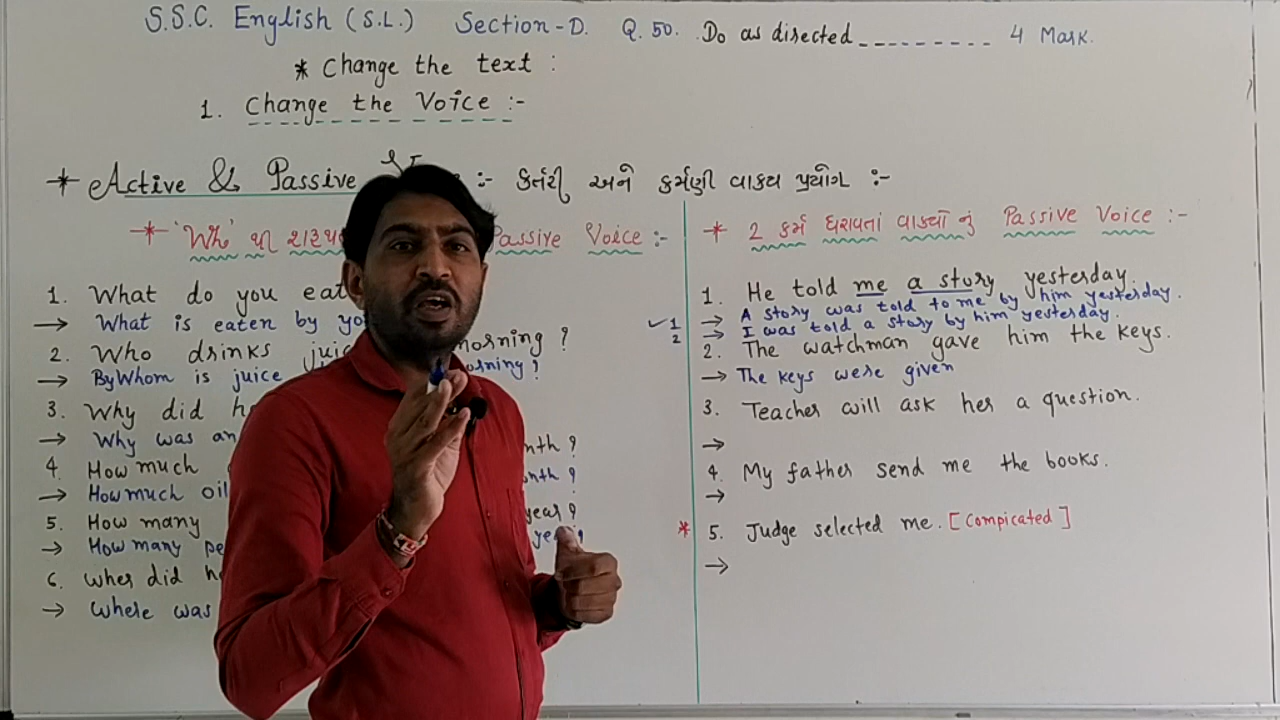 S.S.C. English (S.L.) Section-D. Q. 50. Do as directed _ _ _ _ _ _ _ _ _ 4 Mark.
* Change the text :
1. Change the Voice :-
* Active & Passive :- કર્તરી અને કર્મણી વાક્ય પ્રયોગ :-
* 'Wh' થી Passive Voice :-
1. What do you eat
→ What is eaten by yo
2. Who drinks juic morning ?
→ By Whom is juice orning ?
3. Why did h
→ Why was an
nth ?
4. How much
→ How much oil onth ?
5. How many year ?
→ How many pe ye ?
6. Wher did h
→ Where was
* 2 કર્મ ધરાવતાં વાક્યોનું Passive Voice :-
1. He told me a story yesterday.
✓ 1 → A story was told to me by him yesterday.
2 → I was told a story by him yesterday.
2. The watchman gave him the keys.
→ The keys were given
3. Teacher will ask her a question.
→
4. My father send me the books.
→
* 5. Judge selected me. [Compicated]
→